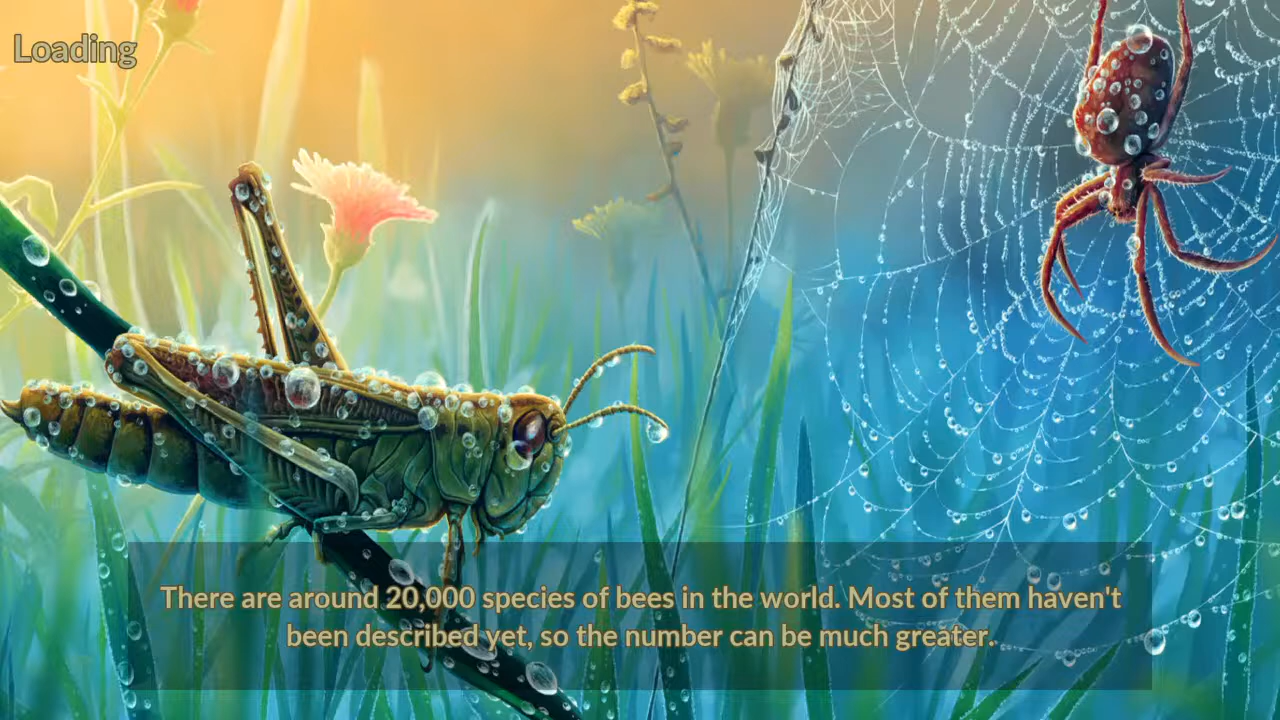 Loading
There are around 20,000 species of bees in the world. Most of them haven't
been described yet, so the number can be much greater.